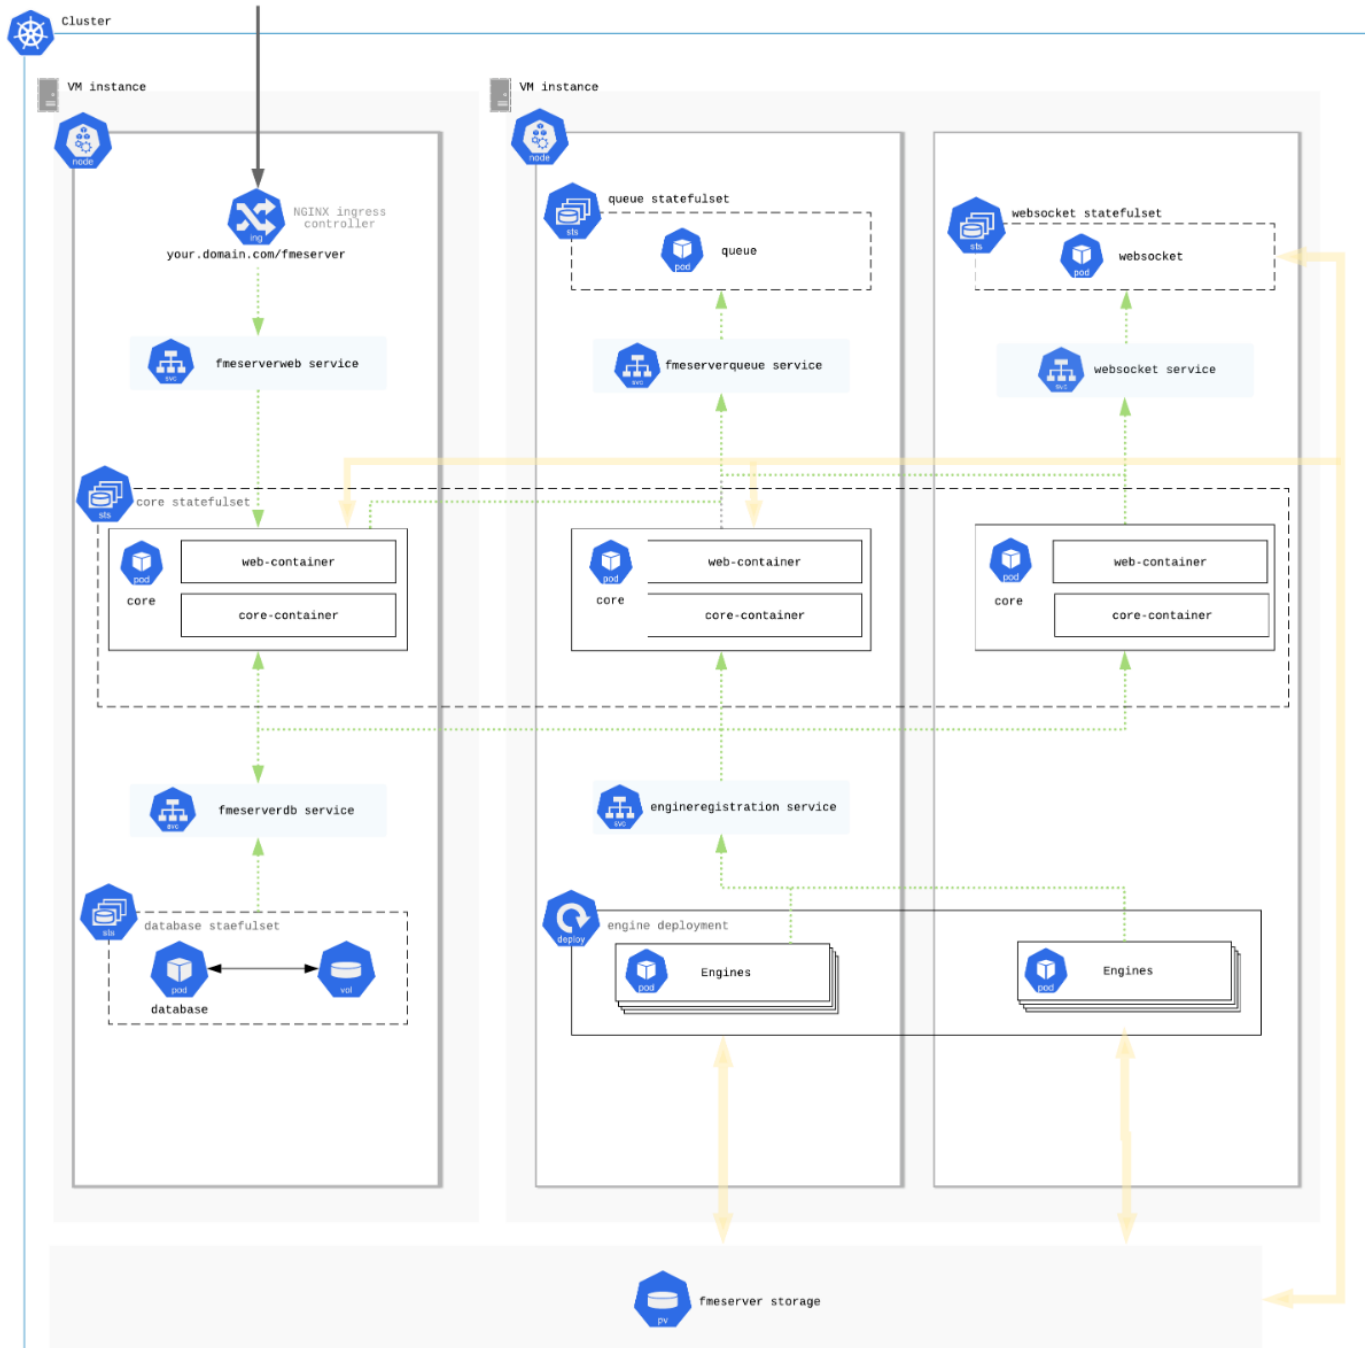 Cluster
VM instance
VM instance
node
node
queue statefulset
sts
queue
pod
websocket statefulset
sts
websocket
pod
NGINX ingress
controller
ing
your.domain.com/fmeserver
fmeserverweb service
svc
fmeserverqueue service
svc
websocket service
svc
core statefulset
sts
web-container
pod
core
core-container
web-container
pod
core
core-container
web-container
pod
core
core-container
fmeserverdb service
svc
engineregistration service
svc
database staefulset
sts
pod
vol
database
engine deployment
deploy
Engines
pod
Engines
pod
fmeserver storage
pv